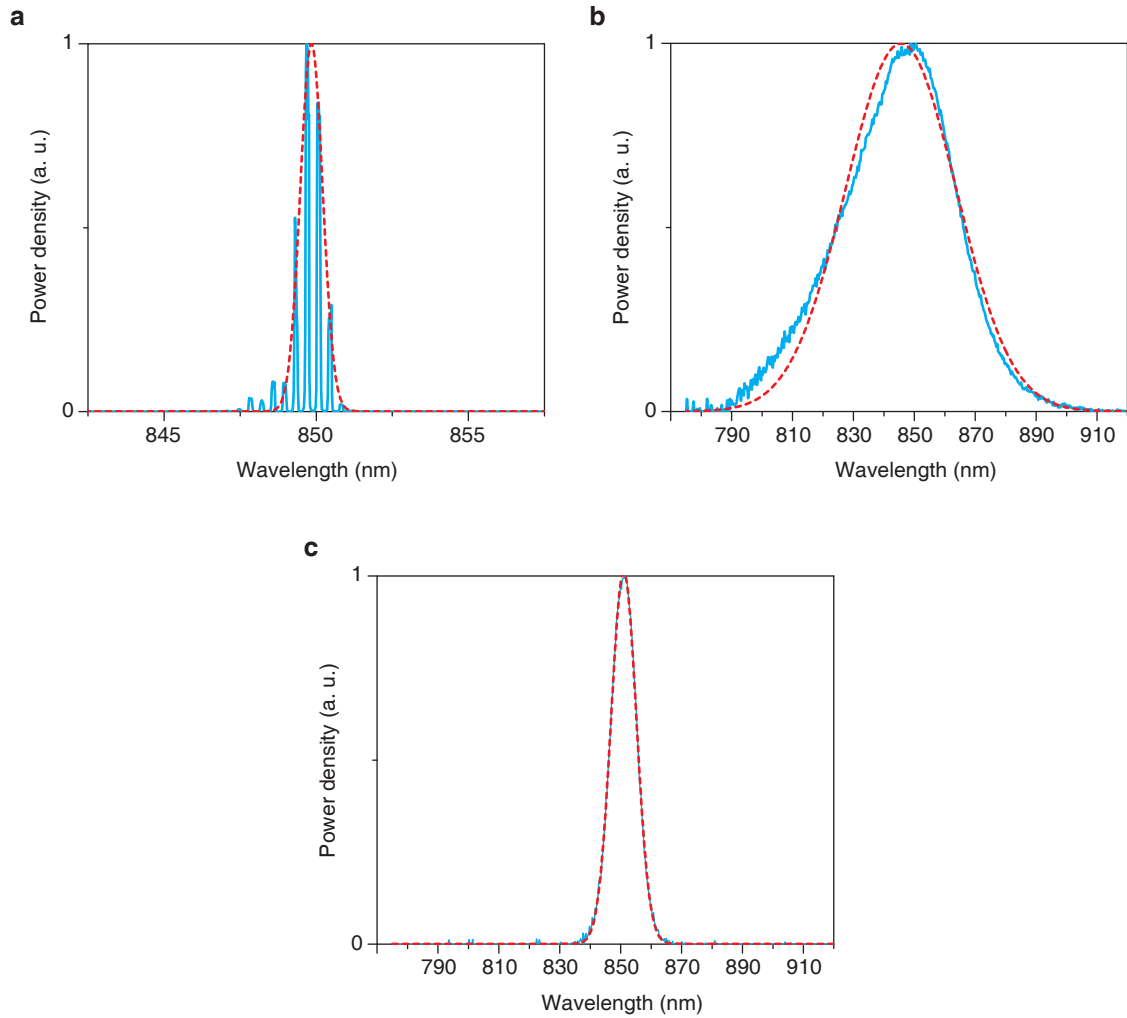 a
1
Power density (a. u.)
0
845 850 855
Wavelength (nm)
b
1
Power density (a. u.)
0
790 810 830 850 870 890 910
Wavelength (nm)
c
1
Power density (a. u.)
0
790 810 830 850 870 890 910
Wavelength (nm)